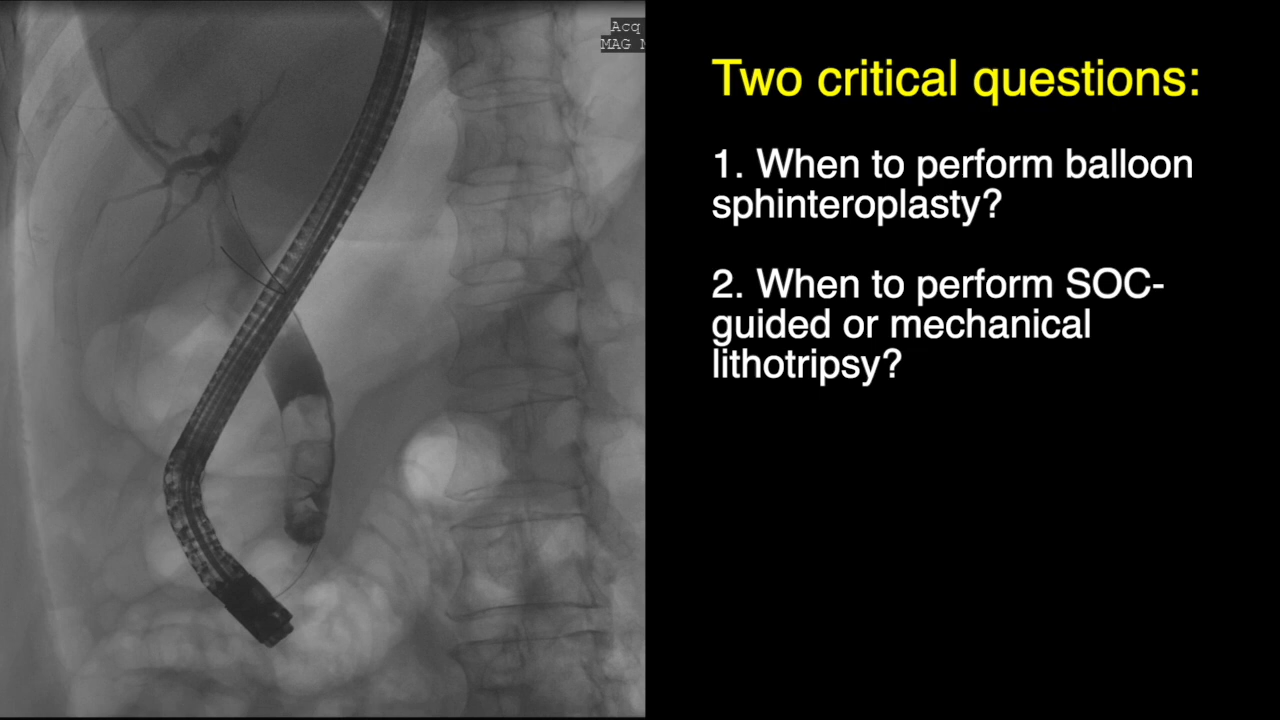 Acq
MAG
Two critical questions:
1. When to perform balloon
sphinteroplasty?
2. When to perform SOC-
guided or mechanical
lithotripsy?